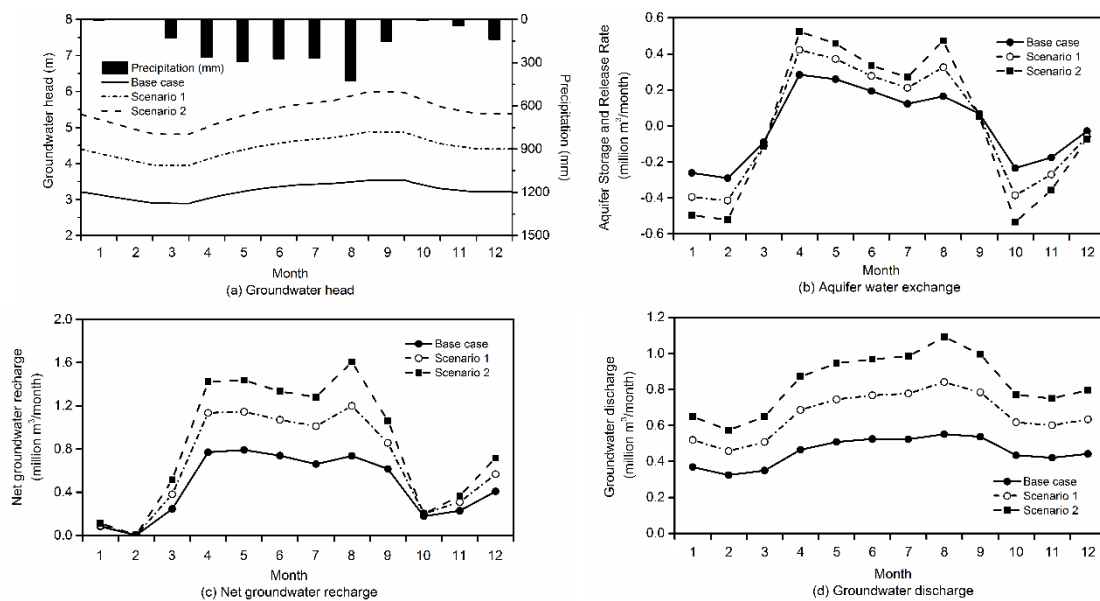 8
7
6
5
4
3
2
Groundwater head (m)
0
300
600
900
1200
1500
Precipitation (mm)
Precipitation (mm)
Base case
Scenario 1
Scenario 2
1 2 3 4 5 6 7 8 9 10 11 12
Month
(a) Groundwater head
0.6
0.4
0.2
0.0
-0.2
-0.4
-0.6
Aquifer Storage and Release Rate
(million m³/month)
Base case
Scenario 1
Scenario 2
1 2 3 4 5 6 7 8 9 10 11 12
Month
(b) Aquifer water exchange
2.0
1.6
1.2
0.8
0.4
0.0
Net groundwater recharge
(million m³/month)
Base case
Scenario 1
Scenario 2
1 2 3 4 5 6 7 8 9 10 11 12
Month
(c) Net groundwater recharge
1.2
1.0
0.8
0.6
0.4
0.2
0.0
Groundwater discharge
(million m³/month)
Base case
Scenario 1
Scenario 2
1 2 3 4 5 6 7 8 9 10 11 12
Month
(d) Groundwater discharge